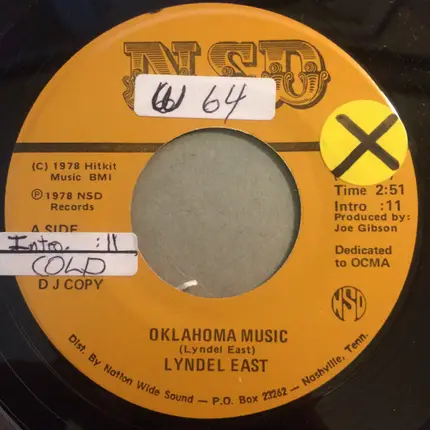 NSD
64
(C) 1978 Hitkit
Music BMI
℗ 1978 NSD
Records
A SIDE
Intro. :11
COLD
DJ COPY
Time 2:51
Intro :11
Produced by:
Joe Gibson
Dedicated
to OCMA
NSD
OKLAHOMA MUSIC
(Lyndel East)
LYNDEL EAST
Dist. By Nation Wide Sound - P.O. Box 23262 - Nashville, Tenn.